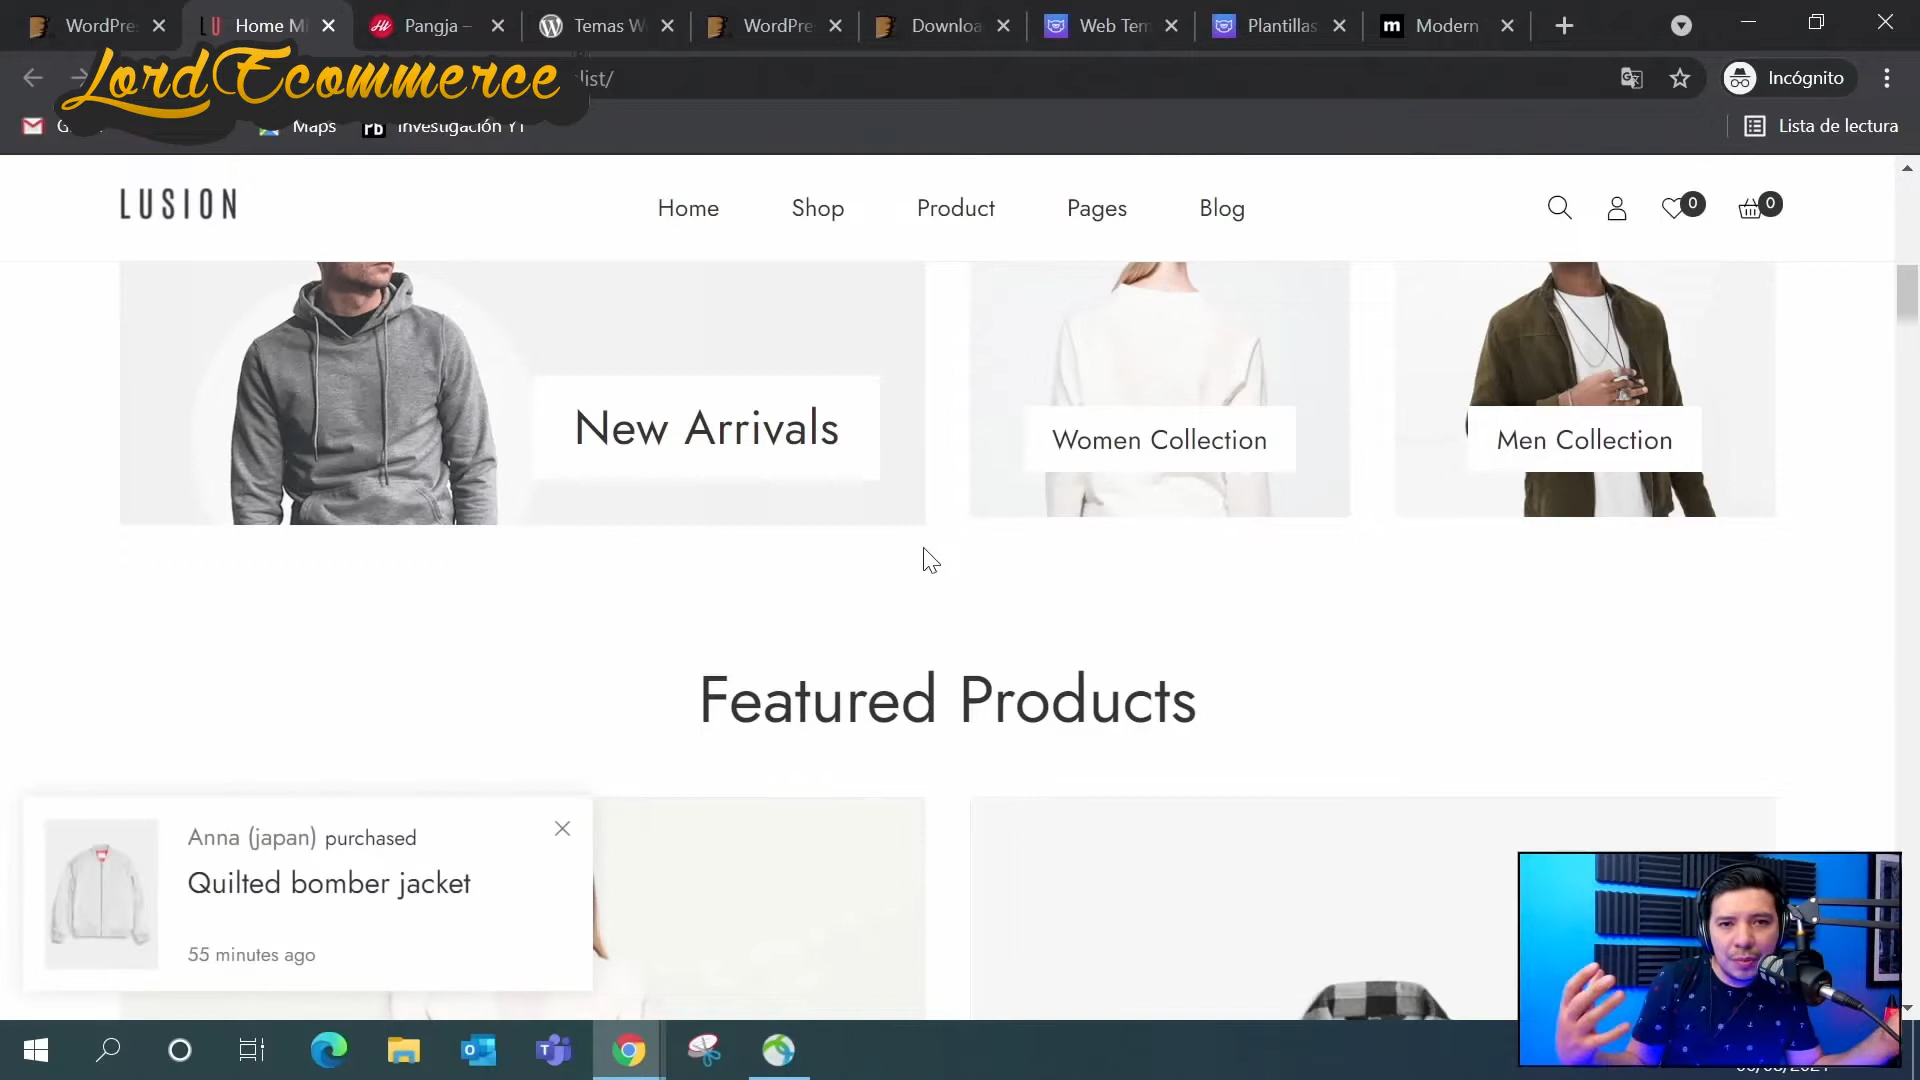 WordPre
Home M
Pangja –
Temas W
WordPre
Downloa
Web Tem
Plantillas
Modern
LordEcommerce
list/
Incógnito
Maps
Investigación YT
Lista de lectura
LUSION
Home
Shop
Product
Pages
Blog
0
0
New Arrivals
Women Collection
Men Collection
Featured Products
Anna (japan) purchased
Quilted bomber jacket
55 minutes ago